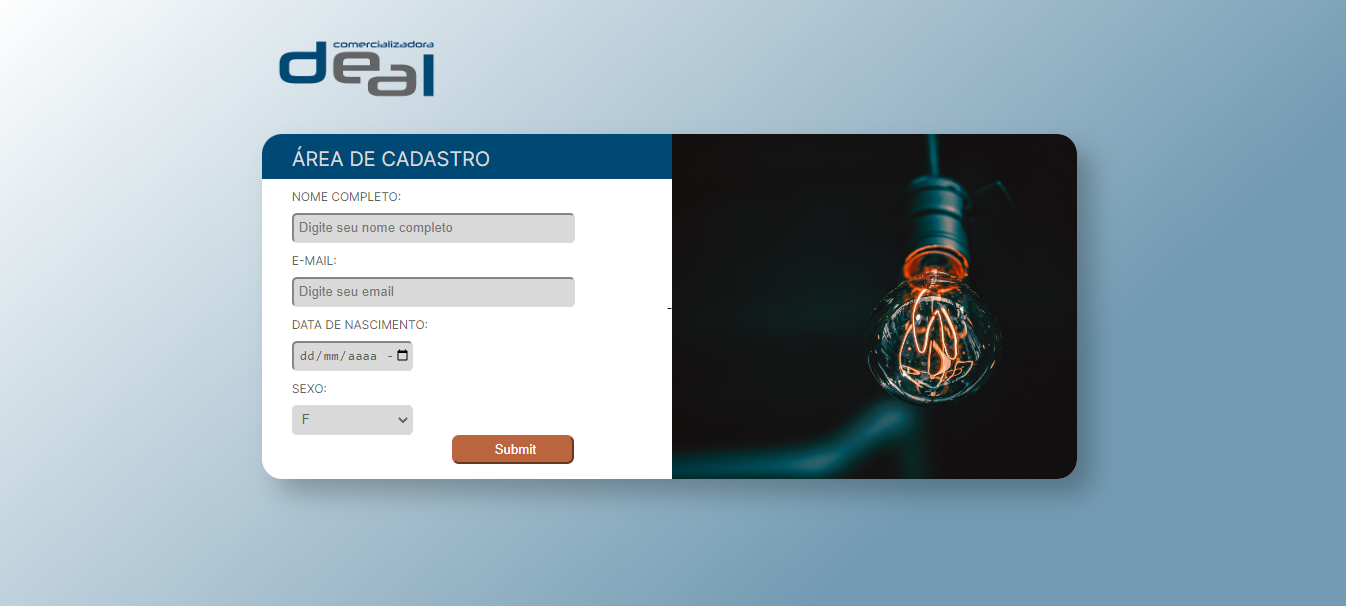 comercializadora
deal
ÁREA DE CADASTRO
NOME COMPLETO:
Digite seu nome completo
E-MAIL:
Digite seu email
-
DATA DE NASCIMENTO:
dd/mm/aaaa -
SEXO:
F
Submit